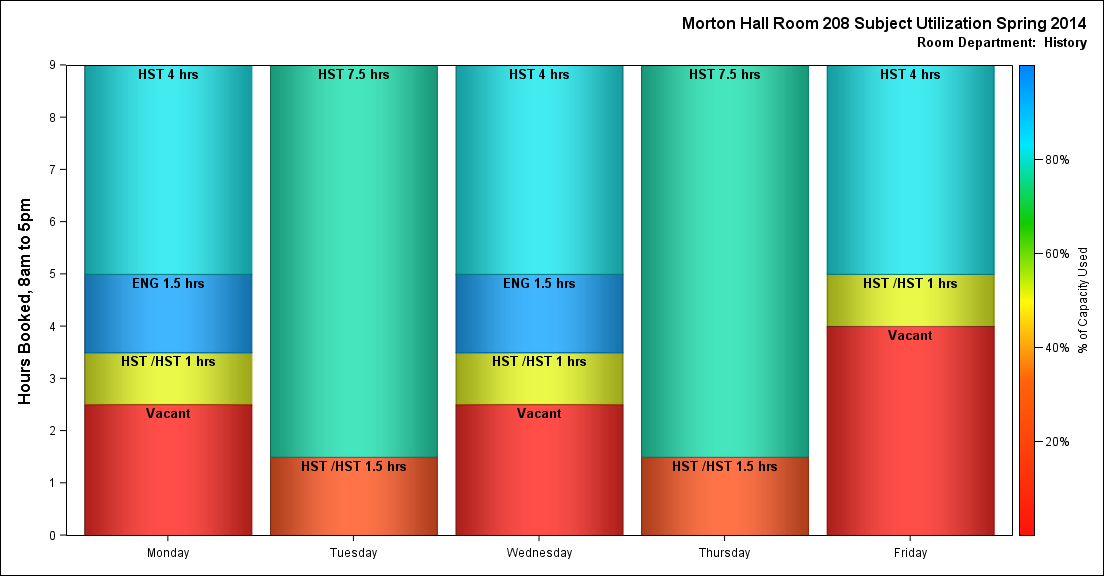 Morton Hall Room 208 Subject Utilization Spring 2014
Room Department:  History
Hours Booked, 8am to 5pm
9
8
7
6
5
4
3
2
1
0
HST 4 hrs
ENG 1.5 hrs
HST /HST 1 hrs
Vacant
HST 7.5 hrs
HST /HST 1.5 hrs
HST 4 hrs
ENG 1.5 hrs
HST /HST 1 hrs
Vacant
HST 7.5 hrs
HST /HST 1.5 hrs
HST 4 hrs
HST /HST 1 hrs
Vacant
Monday
Tuesday
Wednesday
Thursday
Friday
80%
60%
40%
20%
% of Capacity Used